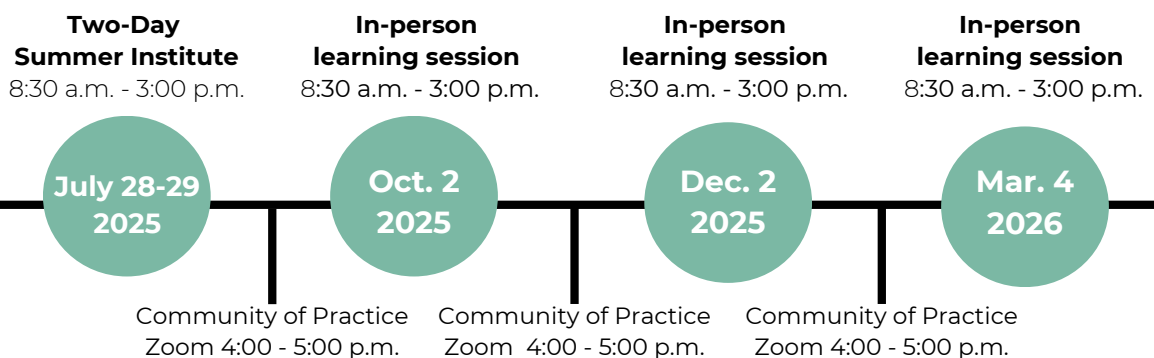 Two-Day
Summer Institute
8:30 a.m. - 3:00 p.m.
In-person
learning session
8:30 a.m. - 3:00 p.m.
In-person
learning session
8:30 a.m. - 3:00 p.m.
In-person
learning session
8:30 a.m. - 3:00 p.m.
July 28-29
2025
Oct. 2
2025
Dec. 2
2025
Mar. 4
2026
Community of Practice
Zoom 4:00 - 5:00 p.m.
Community of Practice
Zoom  4:00 - 5:00 p.m.
Community of Practice
Zoom 4:00 - 5:00 p.m.